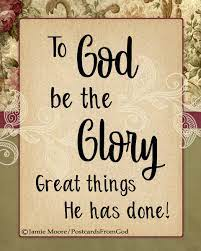 To God
be the
Glory
Great things
He has done!
© Jamie Moore/PostcardsFromGod